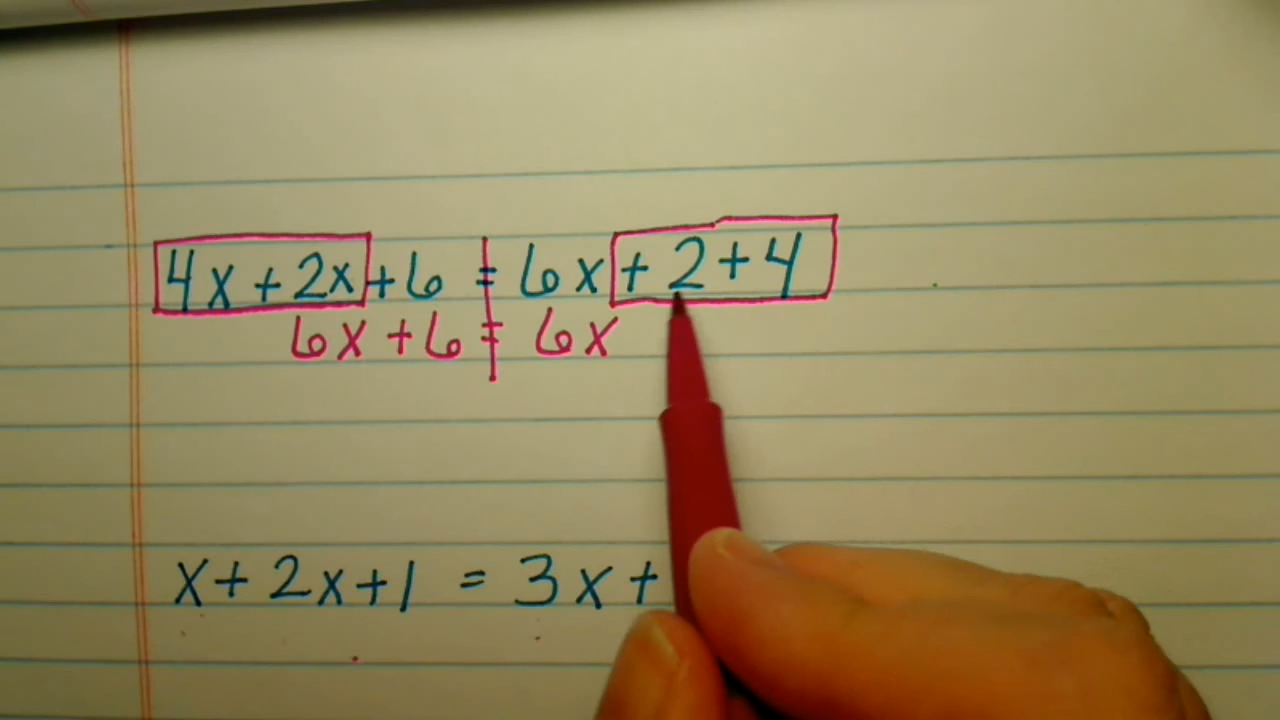 4x + 2x + 6 = 6x + 2 + 4
6x + 6 = 6x
x + 2x + 1 = 3x +